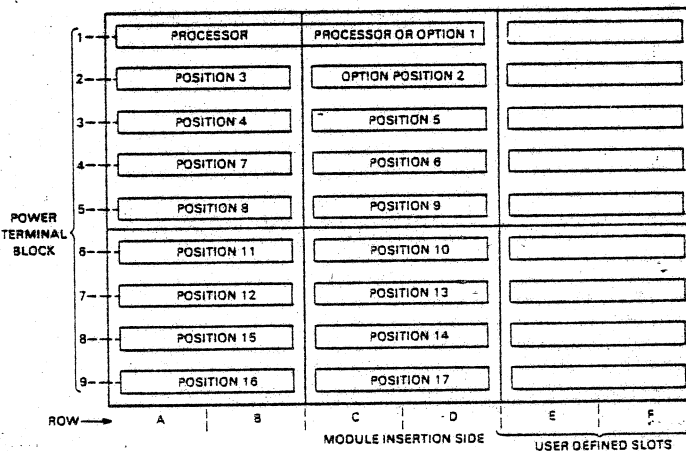 1 PROCESSOR PROCESSOR OR OPTION 1
2 POSITION 3 OPTION POSITION 2
3 POSITION 4 POSITION 5
4 POSITION 7 POSITION 6
5 POSITION 8 POSITION 9
POWER
TERMINAL
BLOCK
6 POSITION 11 POSITION 10
7 POSITION 12 POSITION 13
8 POSITION 15 POSITION 14
9 POSITION 16 POSITION 17
ROW A B C D E F
MODULE INSERTION SIDE
USER DEFINED SLOTS